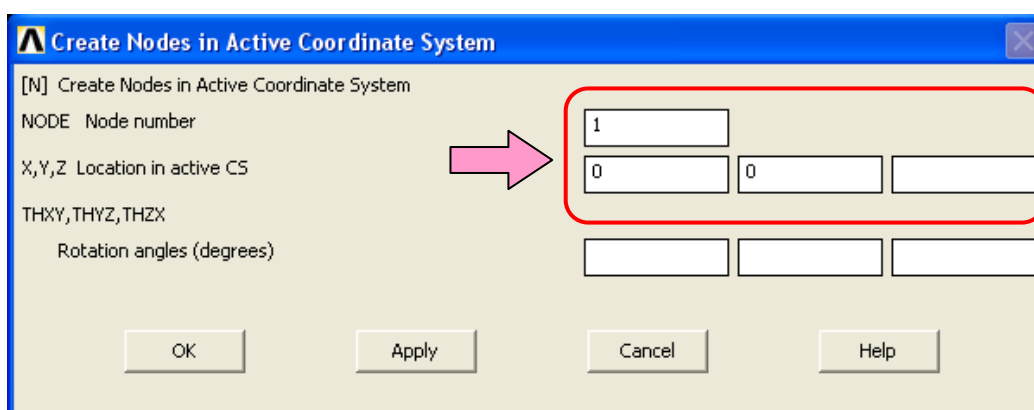 Create Nodes in Active Coordinate System
[N] Create Nodes in Active Coordinate System
NODE Node number 1
X,Y,Z Location in active CS 0 0
THXY,THYZ,THZX
Rotation angles (degrees)
OK Apply Cancel Help